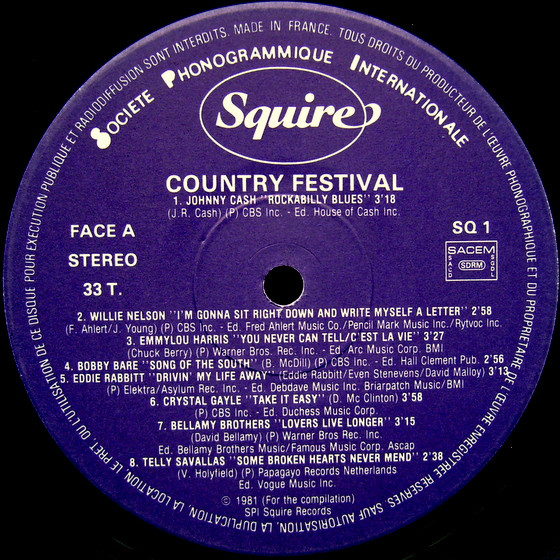 TOUS DROITS DU PRODUCTEUR DE L'ŒUVRE PHONOGRAPHIQUE ET DU PROPRIETAIRE DE L'ŒUVRE ENREGISTREE RESERVES. SAUF AUTORISATION, LA DUPLICATION, LA LOCATION, LE PRET, OU L'UTILISATION DE CE DISQUE POUR EXECUTION PUBLIQUE ET RADIODIFFUSION SONT INTERDITS. MADE IN FRANCE.
SOCIETE PHONOGRAMMIQUE INTERNATIONALE
Squire
COUNTRY FESTIVAL
1. JOHNNY CASH "ROCKABILLY BLUES" 3'18
(J.R. Cash) (P) CBS Inc. - Ed. House of Cash Inc.
FACE A
STEREO
33 T.
SQ 1
SACEM
SACD
SDRM
SGDL
2. WILLIE NELSON "I'M GONNA SIT RIGHT DOWN AND WRITE MYSELF A LETTER" 2'58
(F. Ahlert/J. Young) (P) CBS Inc. - Ed. Fred Ahlert Music Co./Pencil Mark Music Inc./Rytvoc Inc.
3. EMMYLOU HARRIS "YOU NEVER CAN TELL/C'EST LA VIE" 3'27
(Chuck Berry) (P) Warner Bros. Rec. Inc. - Ed. Arc Music Corp. BMI
4. BOBBY BARE "SONG OF THE SOUTH" (B. McDill) (P) CBS Inc. - Ed. Hall Clement Pub. 2'56
5. EDDIE RABBITT "DRIVIN' MY LIFE AWAY" (Eddie Rabbitt/Even Stenevens/David Malloy) 3'13
(P) Elektra/Asylum Rec. Inc. - Ed. Debdave Music Inc. Briarpatch Music/BMI
6. CRYSTAL GAYLE "TAKE IT EASY" (D. Mc Clinton) 3'58
(P) CBS Inc. - Ed. Duchess Music Corp.
7. BELLAMY BROTHERS "LOVERS LIVE LONGER" 3'15
(David Bellamy) (P) Warner Bros Rec. Inc.
Ed. Bellamy Brothers Music/Famous Music Corp. Ascap
8. TELLY SAVALLAS "SOME BROKEN HEARTS NEVER MEND" 2'38
(V. Holyfield) (P) Papagayo Records Netherlands
Ed. Vogue Music Inc.
© 1981 (For the compilation)
SPI Squire Records